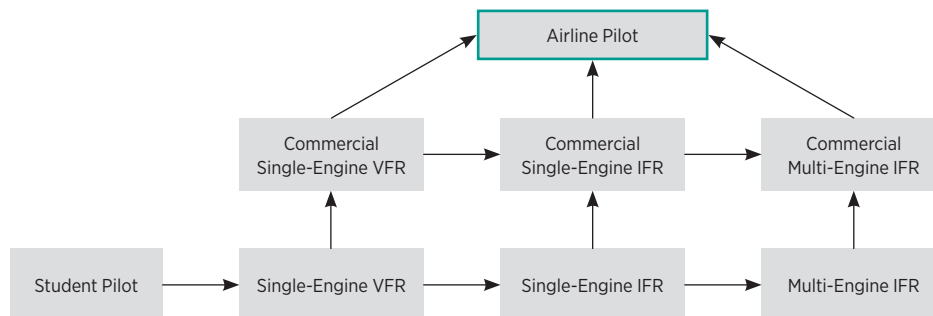 Airline Pilot
Commercial
Single-Engine VFR
Commercial
Single-Engine IFR
Commercial
Multi-Engine IFR
Student Pilot
Single-Engine VFR
Single-Engine IFR
Multi-Engine IFR